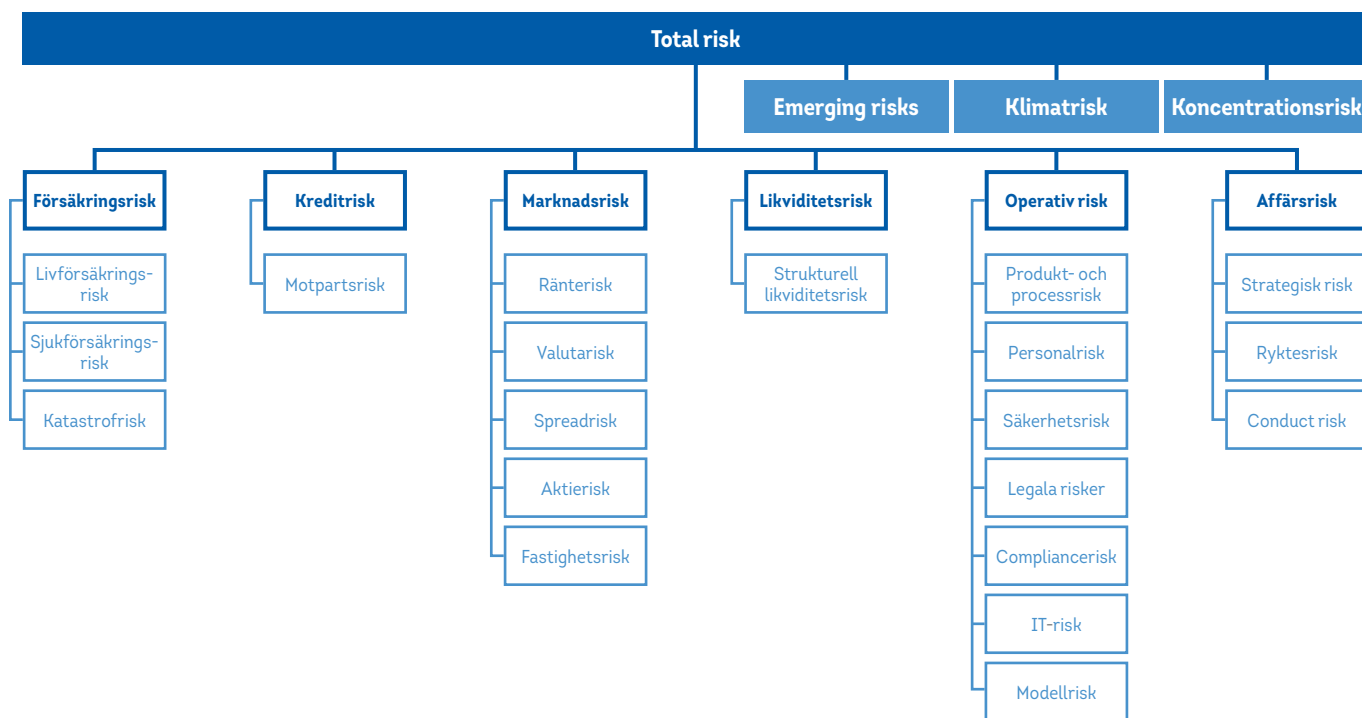 Total risk
Emerging risks
Klimatrisk
Koncentrationsrisk
Försäkringsrisk
Livförsäkrings-
risk
Sjukförsäkrings-
risk
Katastrofrisk
Kreditrisk
Motpartsrisk
Marknadsrisk
Ränterisk
Valutarisk
Spreadrisk
Aktierisk
Fastighetsrisk
Likviditetsrisk
Strukturell
likviditetsrisk
Operativ risk
Produkt- och
processrisk
Personalrisk
Säkerhetsrisk
Legala risker
Compliancerisk
IT-risk
Modellrisk
Affärsrisk
Strategisk risk
Ryktesrisk
Conduct risk